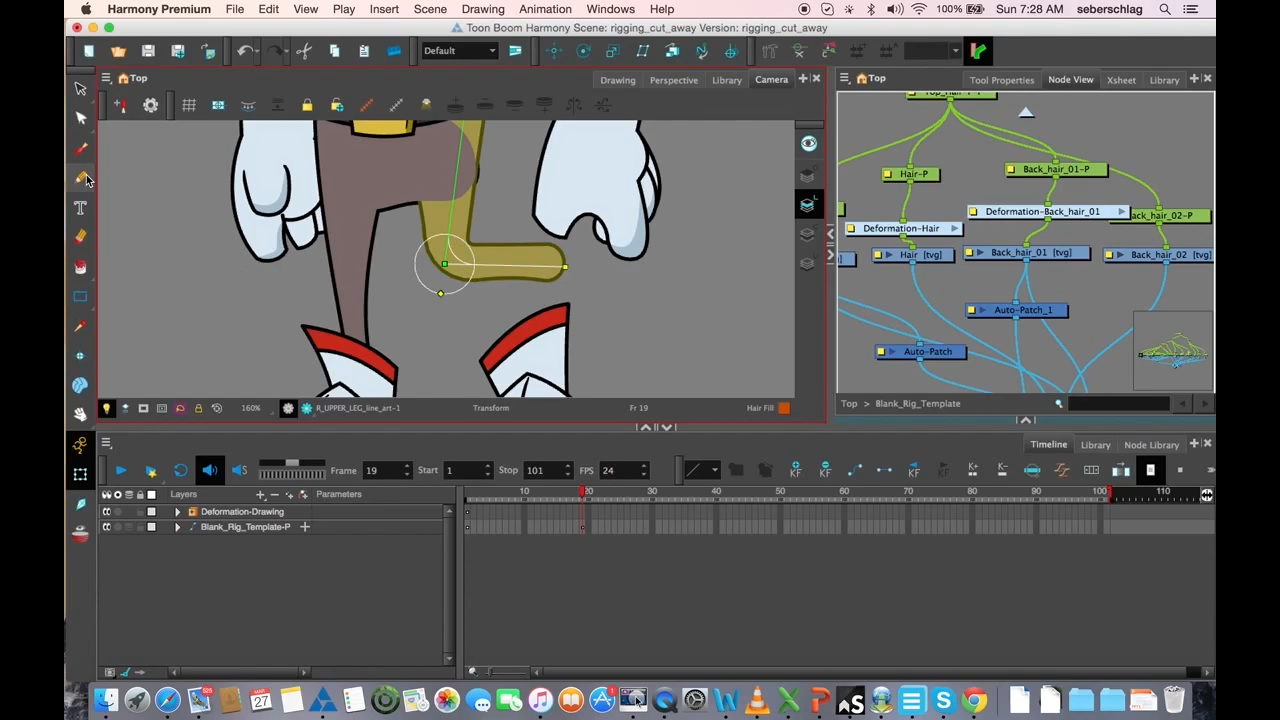 Harmony Premium File Edit View Play Insert Scene Drawing Animation Windows Help 100% Sun 7:28 AM seberschlag
Toon Boom Harmony Scene: rigging_cut_away Version: rigging_cut_away
Default
Top Drawing Perspective Library Camera
Top Tool Properties Node View Xsheet Library
Hair-P
Back_hair_01-P
Deformation-Back_hair_01
back_hair_02-P
Deformation-Hair
Hair [tvg]
Back_hair_01 [tvg]
Back_hair_02 [tvg]
Auto-Patch_1
Auto-Patch
160% R_UPPER_LEG_line_art-1 Transform Fr 19 Hair Fill
Top > Blank_Rig_Template
Timeline Library Node Library
Frame 19 Start 1 Stop 101 FPS 24
KF KF
Layers Parameters 10 20 30 40 50 60 70 80 90 100 110
Deformation-Drawing
Blank_Rig_Template-P